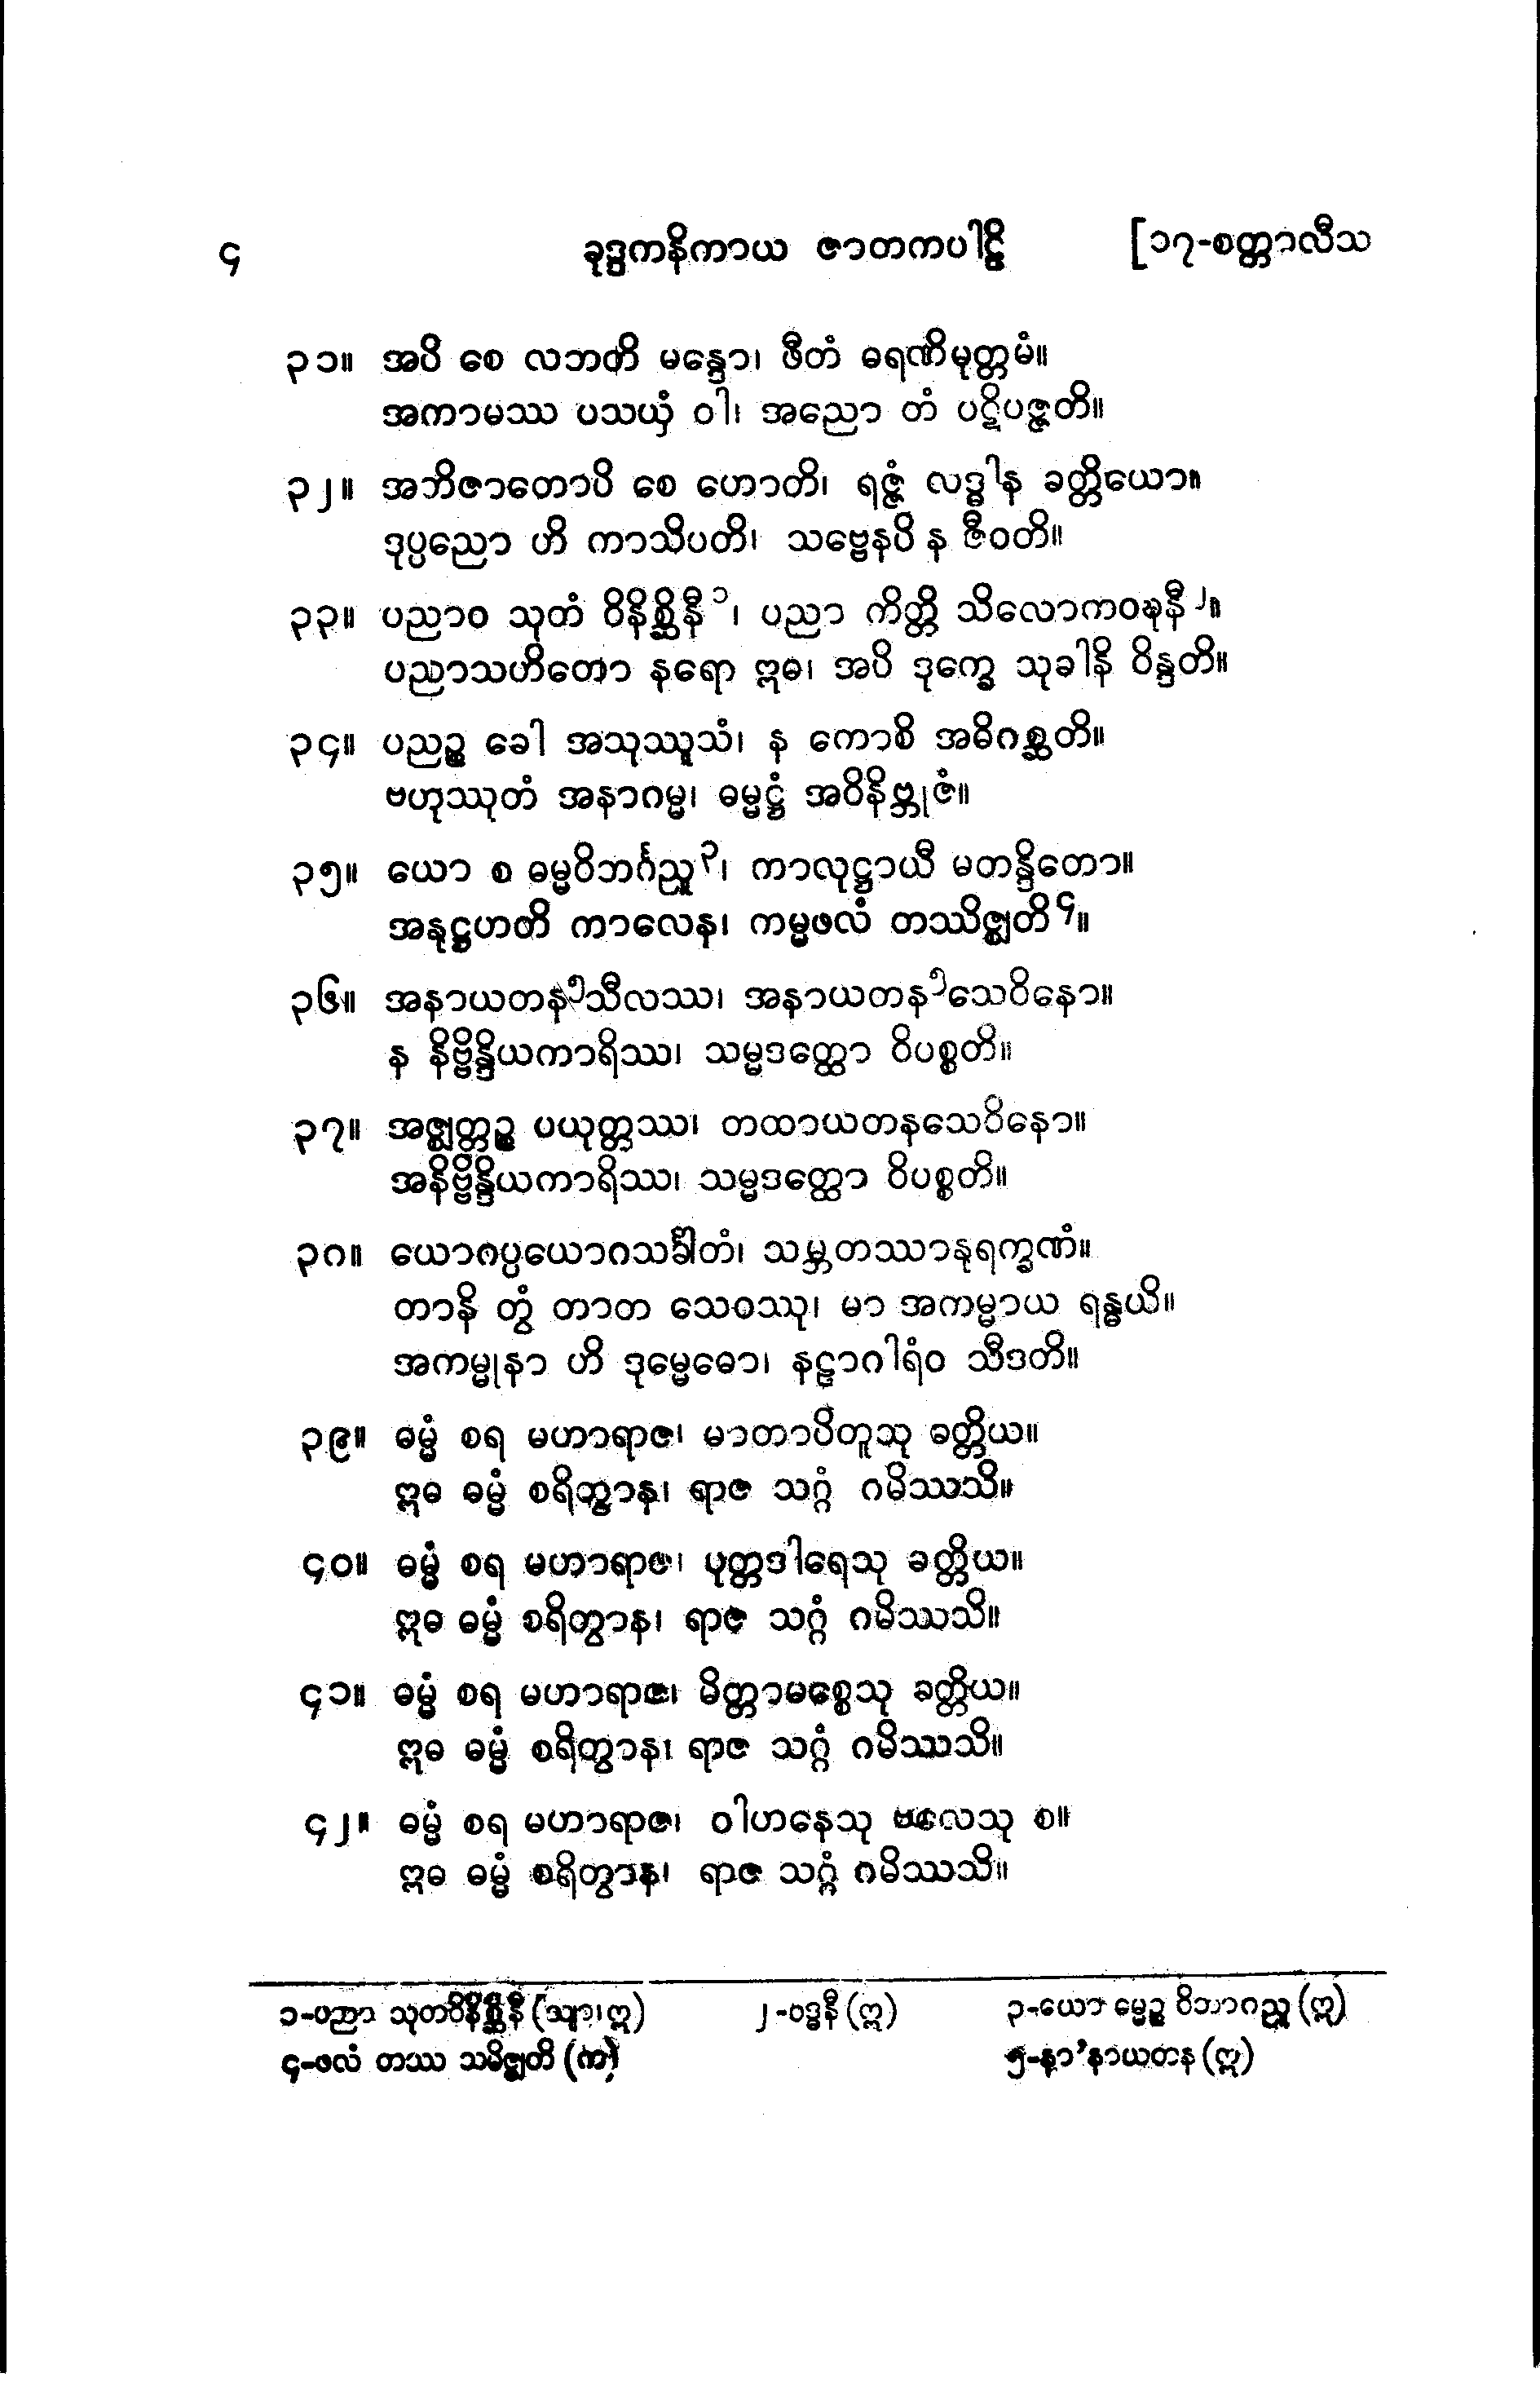 ၄ ခုဒ္ဒကနိကာယ ဇာတကပါဠိ [၁၇-စတ္တာလီသ
၃၁။ အပိ စေ လဘတိ မန္ဒော၊ ဖီတံ ဓရဏိမုတ္တမံ။
အကာမဿ ပသယှံ ဝါ၊ အညော တံ ပဋိပဇ္ဇတိ။
၃၂။ အဘိဇာတောပိ စေ ဟောတိ၊ ရဇ္ဇံ လဒ္ဓါန ခတ္တိယော။
ဒုပ္ပညော ဟိ ကာသိပတိ၊ သဗ္ဗေနပိ န ဇီဝတိ။
၃၃။ ပညာဝ သုတံ ဝိနိစ္ဆိနီ ၁၊ ပညာ ကိတ္တိ သိလောကဝဍ္ဎနီ ၂။
ပညာသဟိတော နရော ဣဓ၊ အပိ ဒုက္ခေ သုခါနိ ဝိန္ဒတိ။
၃၄။ ပညဉ္စ ခေါ အသုဿူသံ၊ န ကောစိ အဓိဂစ္ဆတိ။
ဗဟုဿုတံ အနာဂမ္မ၊ ဓမ္မဋ္ဌံ အဝိနိဗ္ဘုဇံ။
၃၅။ ယော စ ဓမ္မဝိဘင်္ဂညူ ၃၊ ကာလုဋ္ဌာယီ မတန္ဒိတော။
အနုဋ္ဌဟတိ ကာလေန၊ ကမ္မဖလံ တဿိဇ္ဈတိ ၄။
၃၆။ အနာယတန ၅ သီလဿ၊ အနာယတန ၅ သေဝိနော။
န နိဗ္ဗိန္ဒိယကာရိဿ၊ သမ္မဒတ္ထော ဝိပစ္စတိ။
၃၇။ အဇ္ဈတ္တဉ္စ ပယုတ္တဿ၊ တထာယတနသေဝိနော။
အနိဗ္ဗိန္ဒိယကာရိဿ၊ သမ္မဒတ္ထော ဝိပစ္စတိ။
၃၈။ ယောဂပ္ပယောဂသင်္ခါတံ၊ သမ္ဘတဿာနုရက္ခဏံ။
တာနိ တွံ တာတ သေဝဿု၊ မာ အကမ္မာယ ရန္ဓယိ။
အကမ္မုနာ ဟိ ဒုမ္မေဓော၊ နဠာဂါရံဝ သီဒတိ။
၃၉။ ဓမ္မံ စရ မဟာရာဇ၊ မာတာပိတူသု ခတ္တိယ။
ဣဓ ဓမ္မံ စရိတွာန၊ ရာဇ သဂ္ဂံ ဂမိဿသိ။
၄၀။ ဓမ္မံ စရ မဟာရာဇ၊ ပုတ္တဒါရေသု ခတ္တိယ။
ဣဓ ဓမ္မံ စရိတွာန၊ ရာဇ သဂ္ဂံ ဂမိဿသိ။
၄၁။ ဓမ္မံ စရ မဟာရာဇ၊ မိတ္တာမစ္စေသု ခတ္တိယ။
ဣဓ ဓမ္မံ စရိတွာန၊ ရာဇ သဂ္ဂံ ဂမိဿသိ။
၄၂။ ဓမ္မံ စရ မဟာရာဇ၊ ဝါဟနေသု ဗလေသု စ။
ဣဓ ဓမ္မံ စရိတွာန၊ ရာဇ သဂ္ဂံ ဂမိဿသိ။
၁-ပညာ သုတဝိနိစ္ဆိနီ (သျာ၊ ဣ) ၂-ဝဒ္ဓနီ (ဣ) ၃-ယော ဓမ္မေဉ္စ ဝိဘာဂညူ (ဣ)
၄-ဖလံ တဿ သမိဇ္ဈတိ (က) ၅-နာ'နာယတန (ဣ)